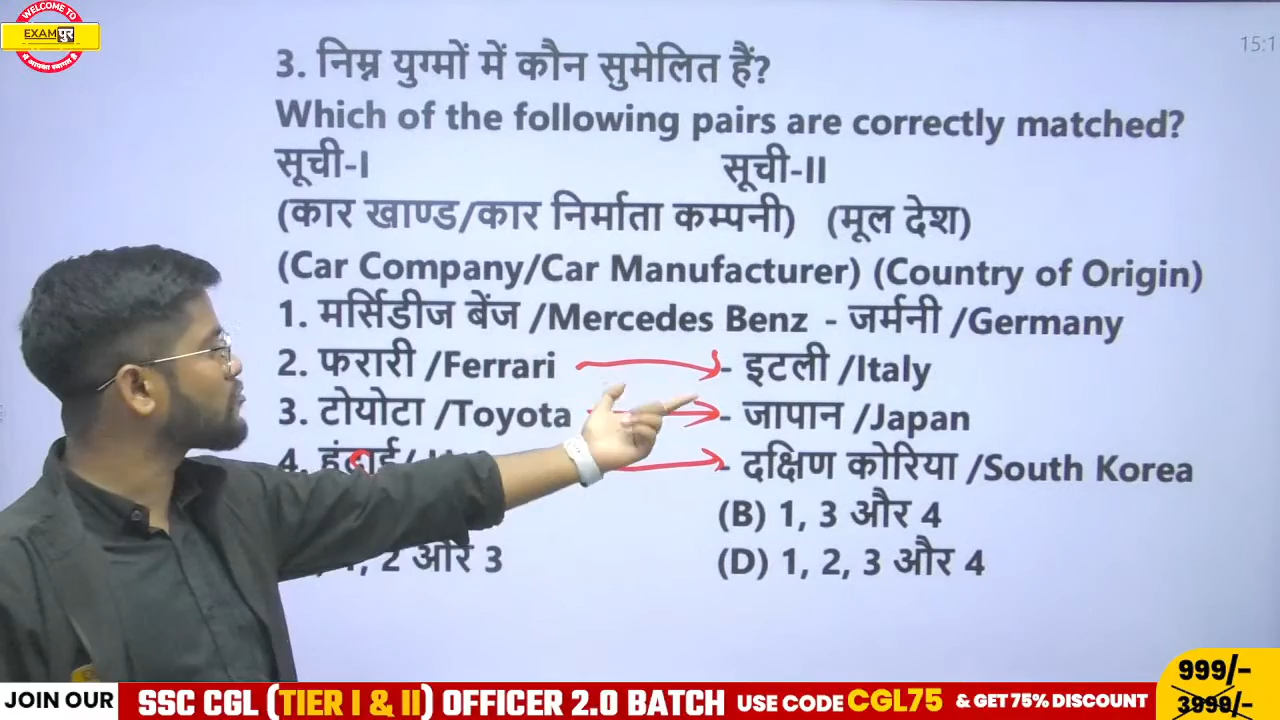 WELCOME TO
EXAMपुर
में आपका स्वागत है
15:1
3. निम्न युग्मों में कौन सुमेलित हैं?
Which of the following pairs are correctly matched?
सूची-I सूची-II
(कार खाण्ड/कार निर्माता कम्पनी) (मूल देश)
(Car Company/Car Manufacturer) (Country of Origin)
1. मर्सिडीज बेंज /Mercedes Benz - जर्मनी /Germany
2. फरारी /Ferrari - इटली /Italy
3. टोयोटा /Toyota - जापान /Japan
4. - दक्षिण कोरिया /South Korea
(B) 1, 3 और 4
2 और 3 (D) 1, 2, 3 और 4
JOIN OUR SSC CGL (TIER I & II) OFFICER 2.0 BATCH USE CODE CGL75 & GET 75% DISCOUNT
999/-
3999/-